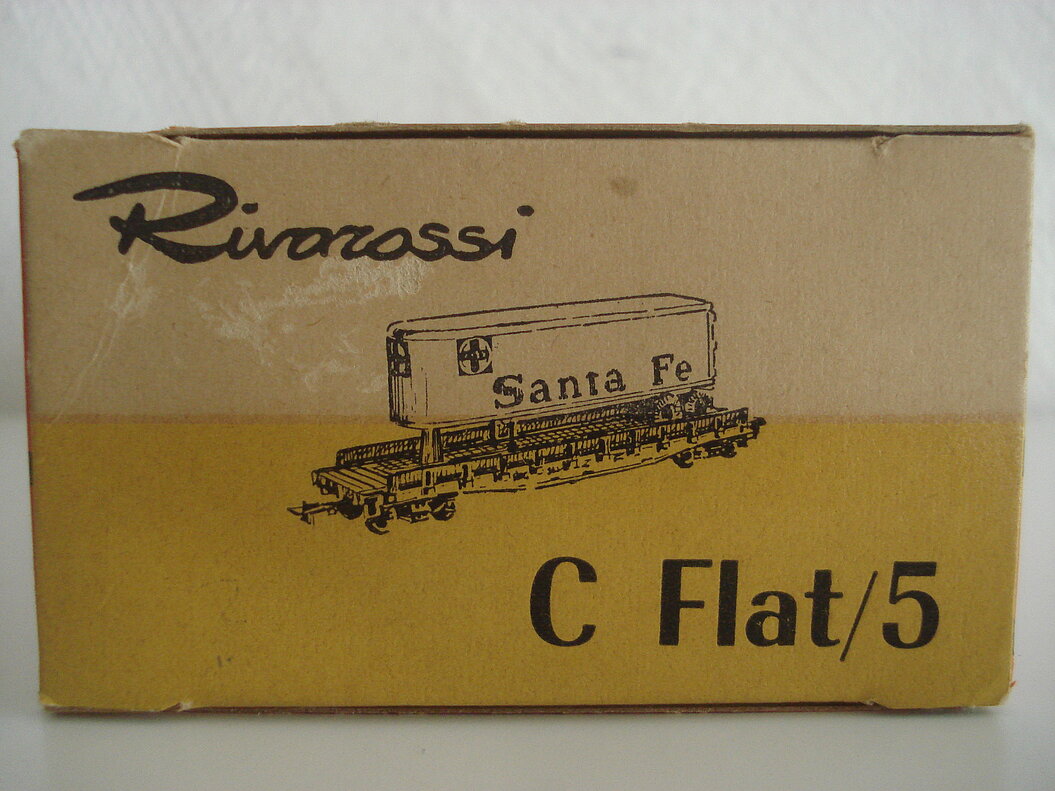 Rivarossi
Santa Fe
C Flat/5